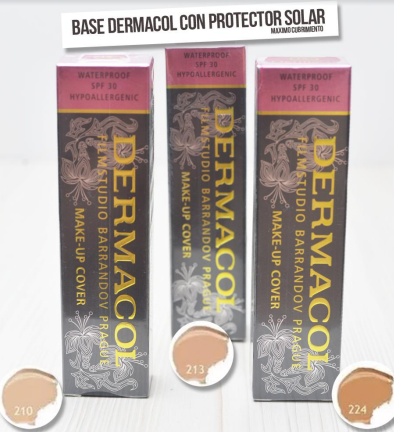 BASE DERMACOL CON PROTECTOR SOLAR
MAXIMO CUBRIMIENTO
WATERPROOF
SPF 30
HYPOALLERGENIC
DERMACOL
FILMSTUDIO BARRANDOV PRAGUE
MAKE-UP COVER
WATERPROOF
SPF 30
HYPOALLERGENIC
DERMACOL
FILMSTUDIO BARRANDOV PRAGUE
MAKE-UP COVER
WATERPROOF
SPF 30
HYPOALLERGENIC
DERMACOL
FILMSTUDIO BARRANDOV PRAGUE
MAKE-UP COVER
210
213
224